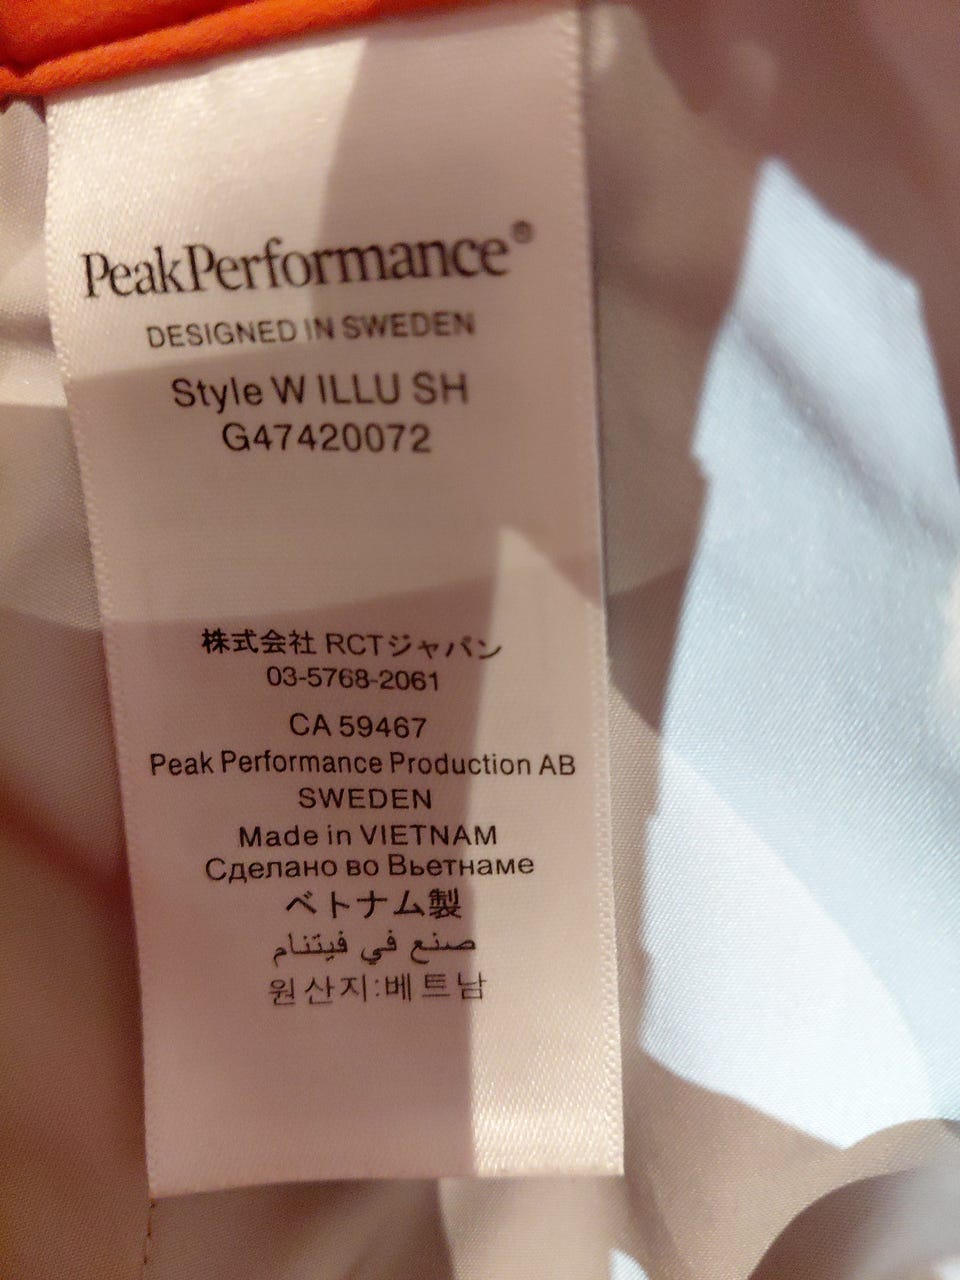 PeakPerformance®
DESIGNED IN SWEDEN
Style W ILLU SH
G47420072
株式会社 RCTジャパン
03-5768-2061
CA 59467
Peak Performance Production AB
SWEDEN
Made in VIETNAM
Сделано во Вьетнаме
ベトナム製
صنع في فيتنام
원산지:베트남